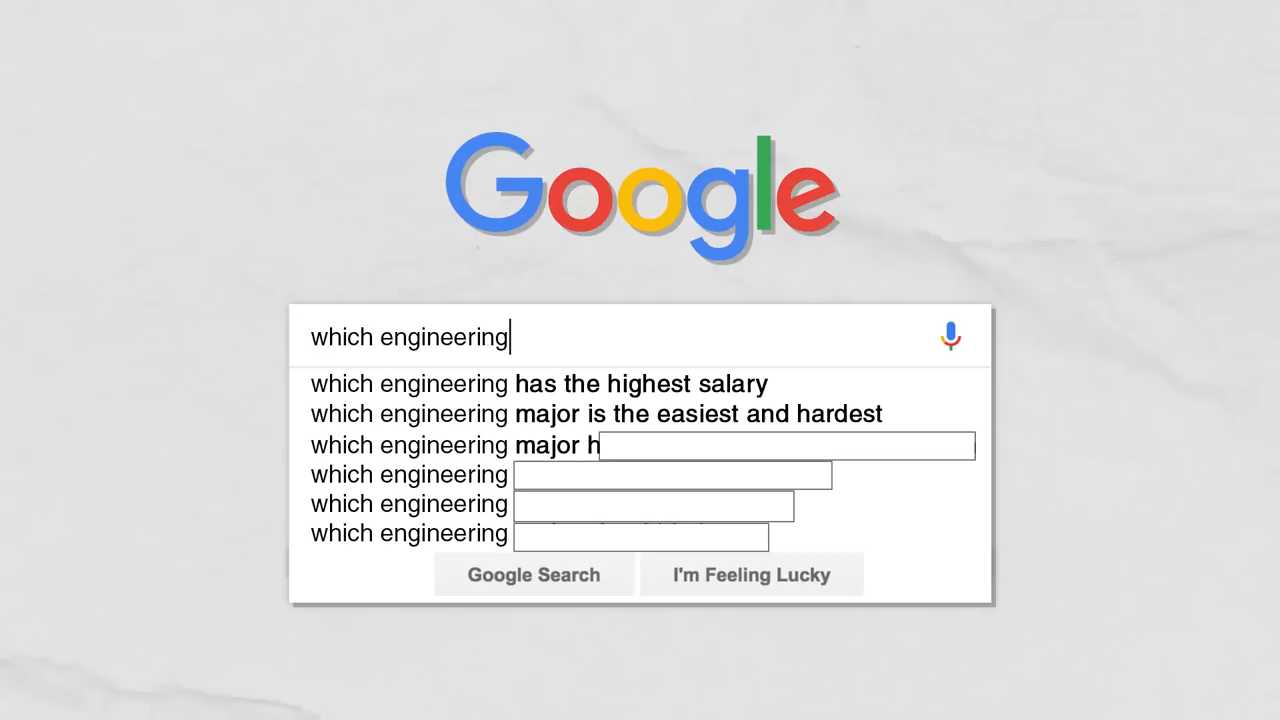 Google
which engineering
which engineering has the highest salary
which engineering major is the easiest and hardest
which engineering major h
which engineering
which engineering
which engineering
Google Search
I'm Feeling Lucky